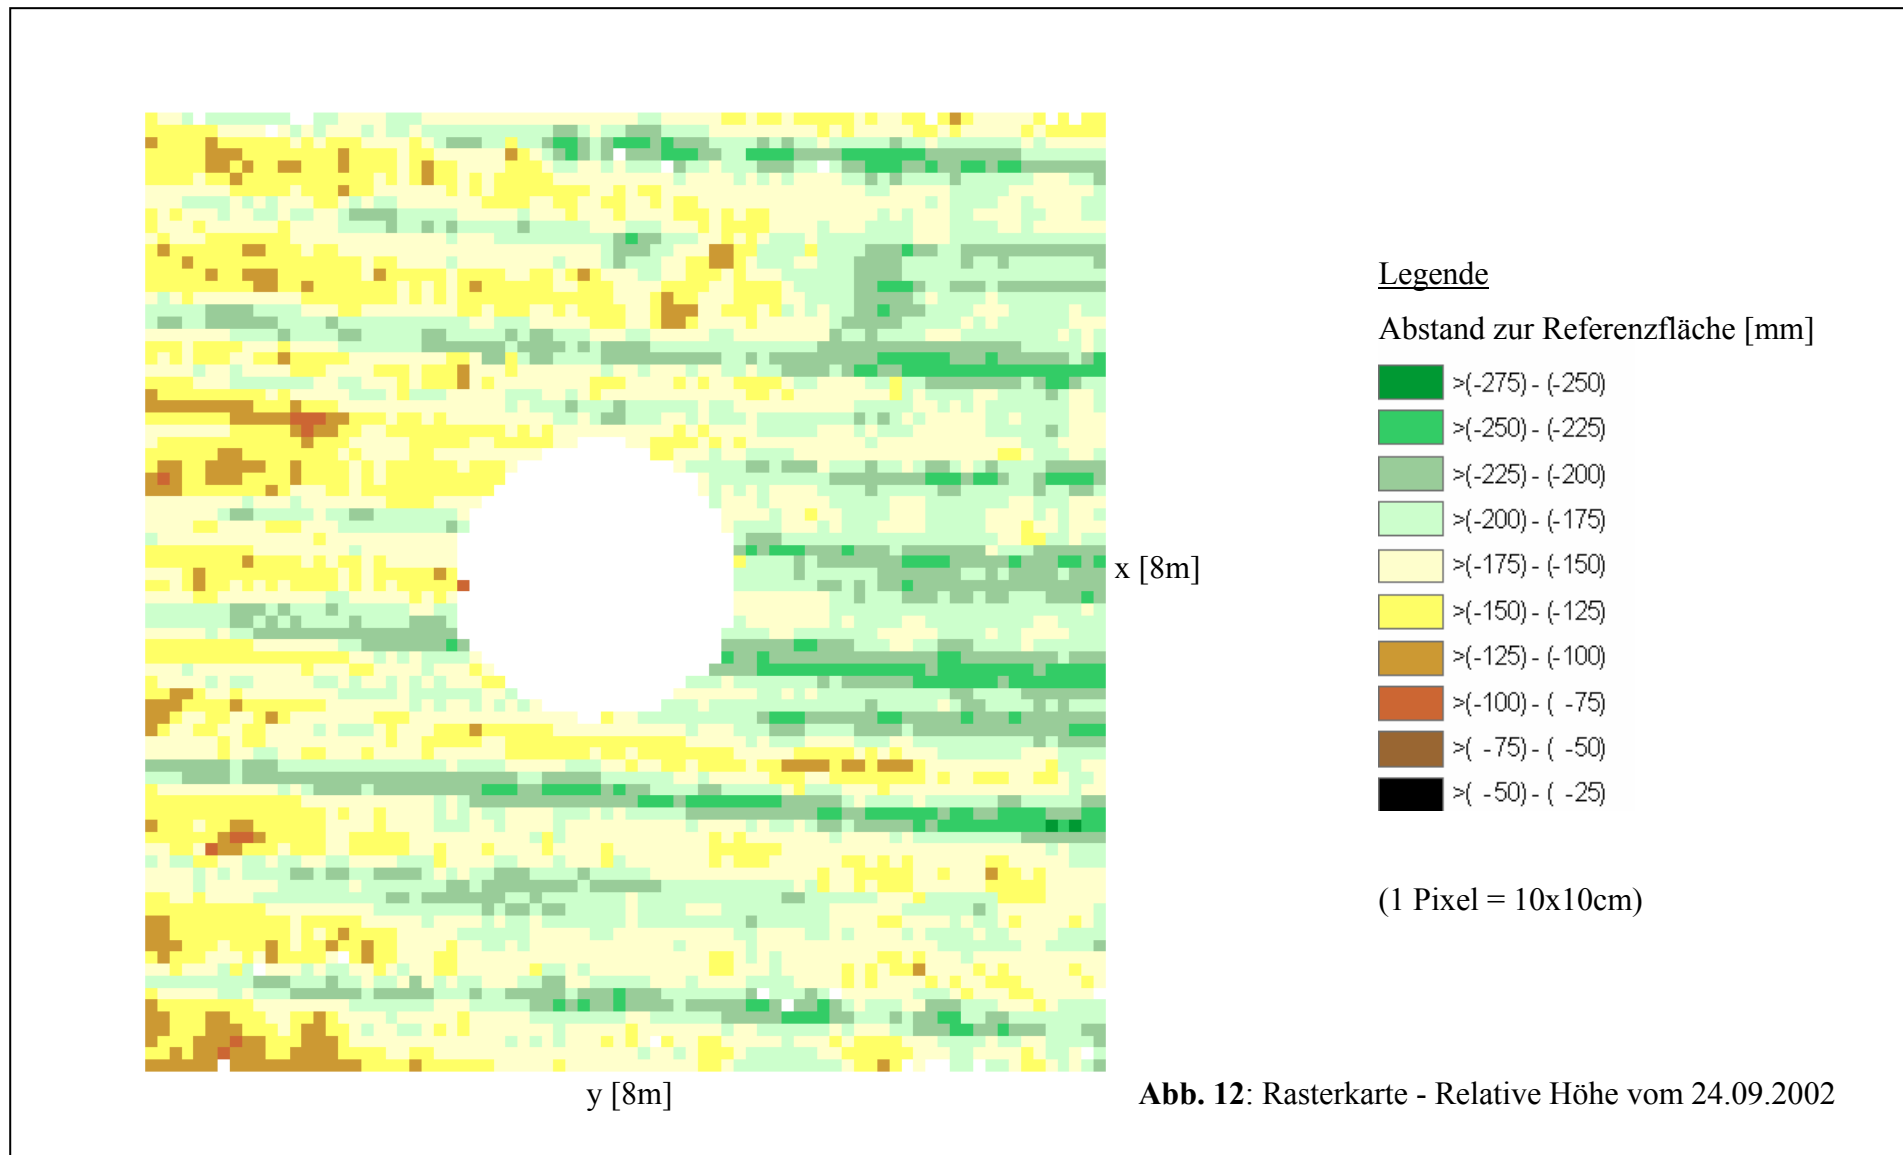 Legende
Abstand zur Referenzfläche [mm]
>(-275) - (-250)
>(-250) - (-225)
>(-225) - (-200)
>(-200) - (-175)
>(-175) - (-150)
>(-150) - (-125)
>(-125) - (-100)
>(-100) - ( -75)
>( -75) - ( -50)
>( -50) - ( -25)
(1 Pixel = 10x10cm)
x [8m]
y [8m]
Abb. 12: Rasterkarte - Relative Höhe vom 24.09.2002